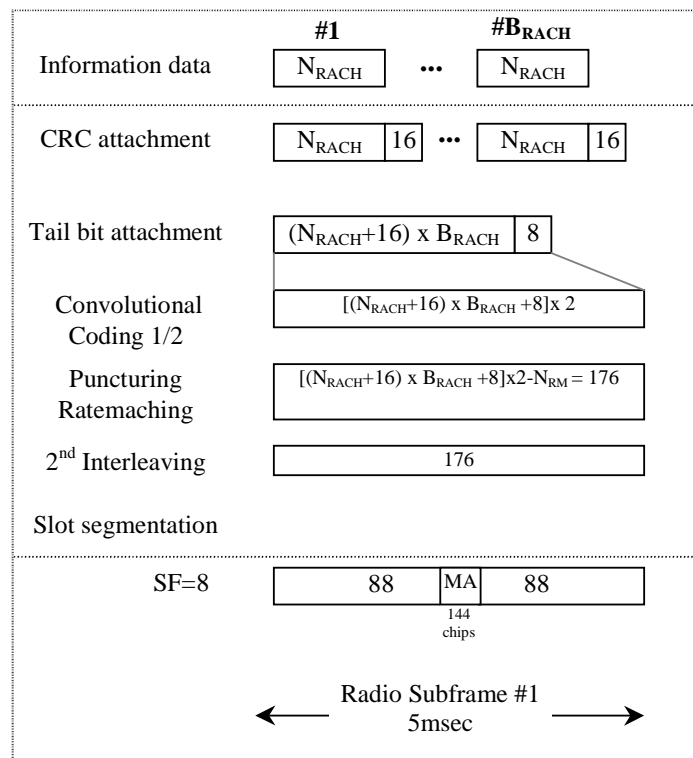 #1 #B_RACH
Information data N_RACH ••• N_RACH
CRC attachment N_RACH 16 ••• N_RACH 16
Tail bit attachment (N_RACH+16) x B_RACH 8
Convolutional
Coding 1/2
[(N_RACH+16) x B_RACH +8]x 2
Puncturing
Ratemaching
[(N_RACH+16) x B_RACH +8]x2-N_RM = 176
2nd Interleaving 176
Slot segmentation
SF=8 88 MA 88
144
chips
Radio Subframe #1
5msec